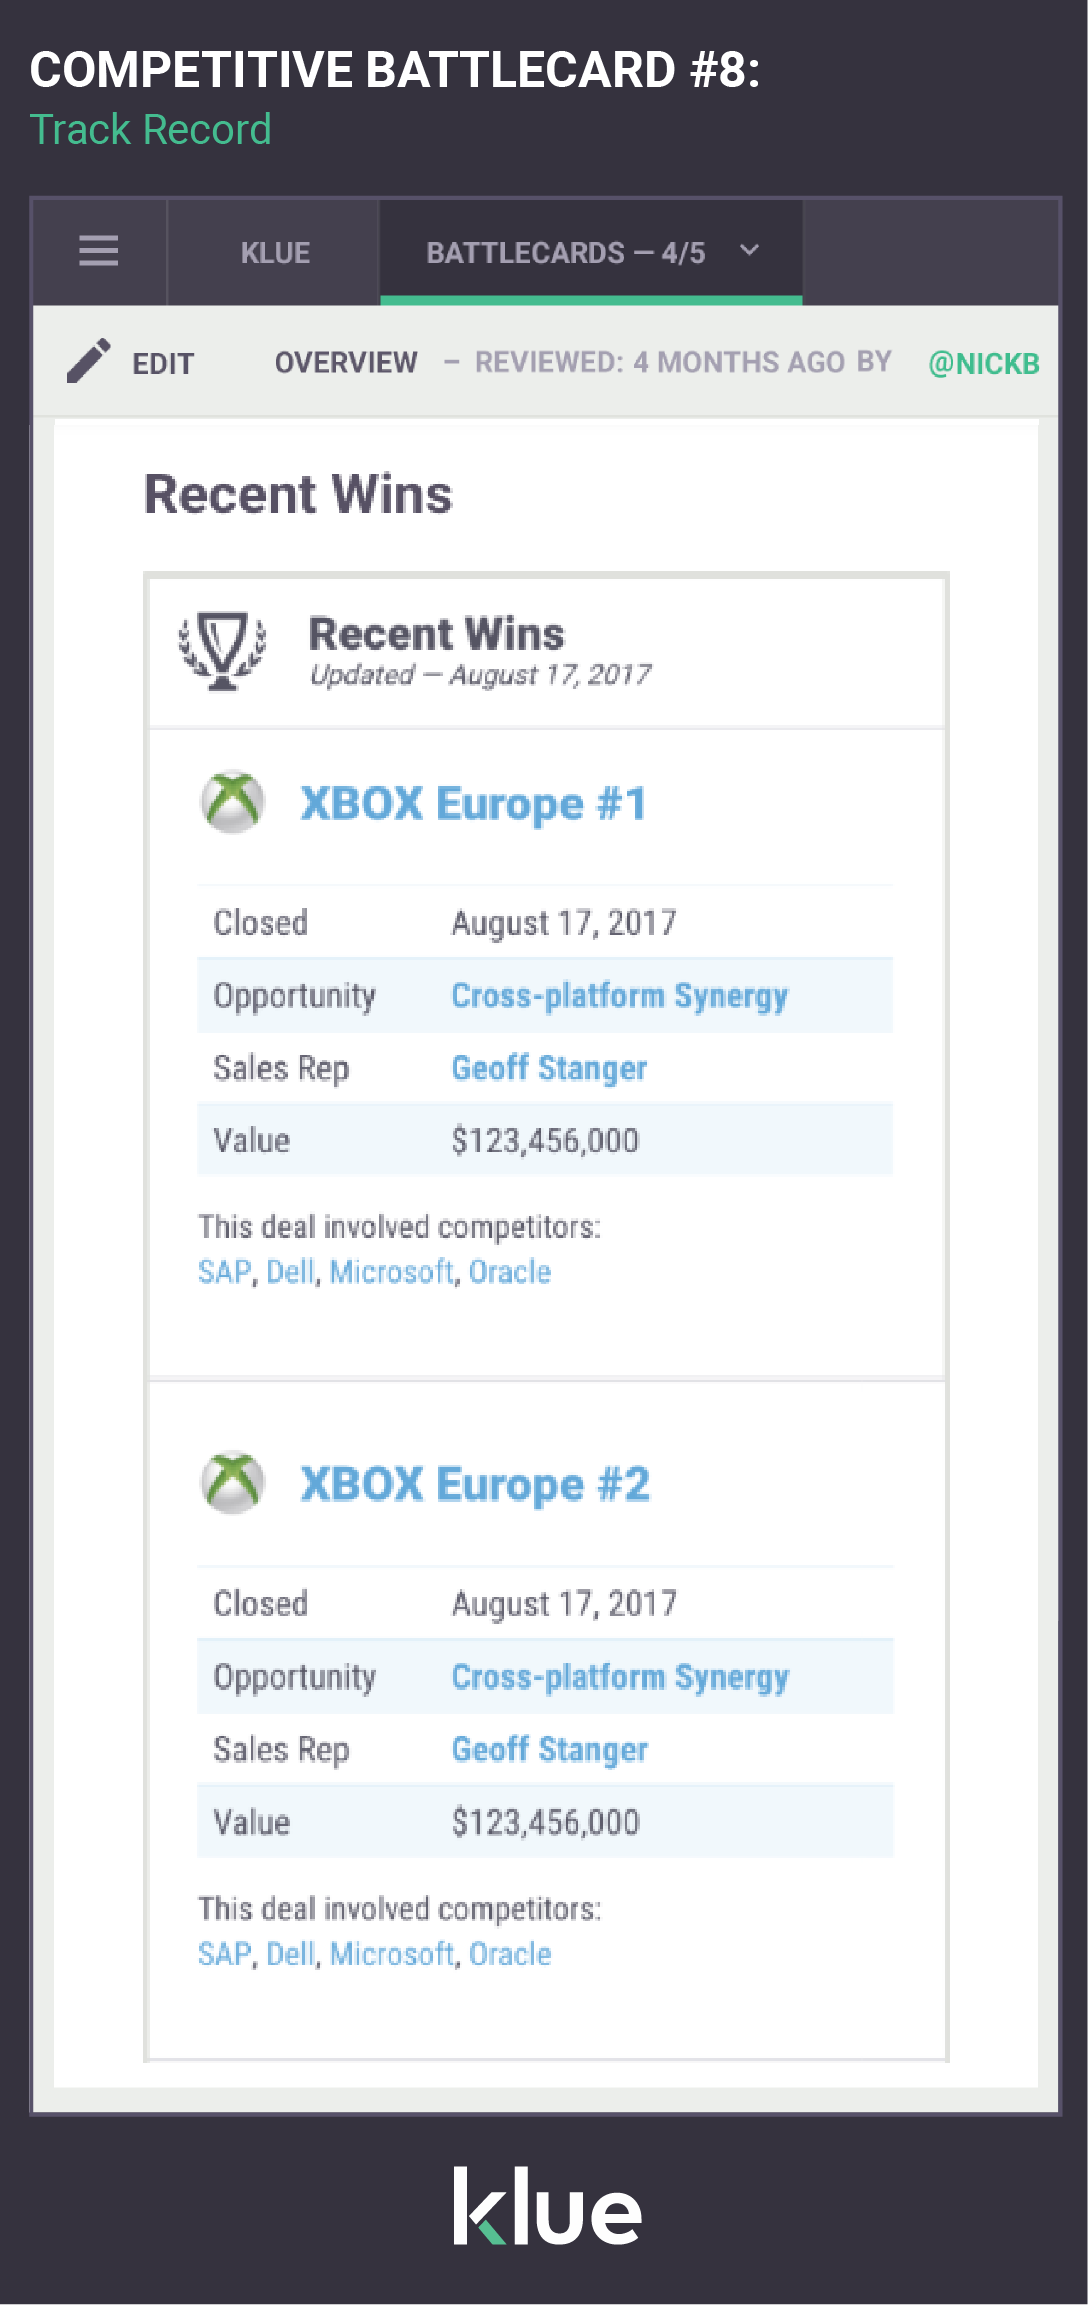 COMPETITIVE BATTLECARD #8:
Track Record
KLUE BATTLECARDS – 4/5
EDIT OVERVIEW – REVIEWED: 4 MONTHS AGO BY @NICKB
Recent Wins
Recent Wins
Updated – August 17, 2017
XBOX Europe #1
Closed August 17, 2017
Opportunity Cross-platform Synergy
Sales Rep Geoff Stanger
Value $123,456,000
This deal involved competitors:
SAP, Dell, Microsoft, Oracle
XBOX Europe #2
Closed August 17, 2017
Opportunity Cross-platform Synergy
Sales Rep Geoff Stanger
Value $123,456,000
This deal involved competitors:
SAP, Dell, Microsoft, Oracle
klue